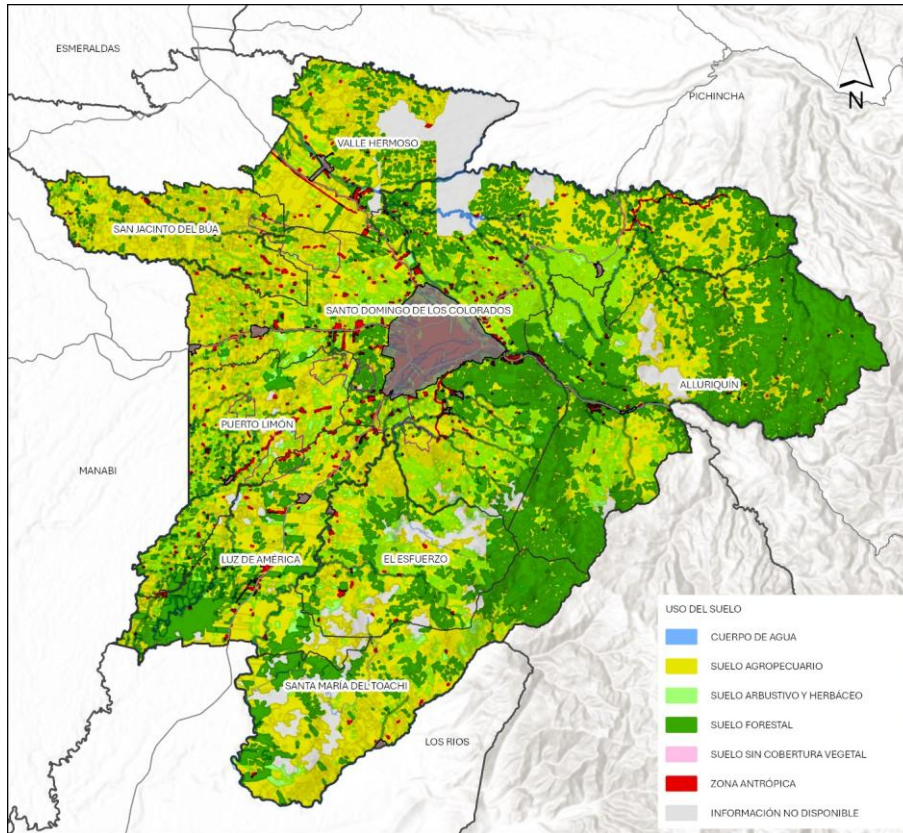 ESMERALDAS
PICHINCHA
N
VALLE HERMOSO
SAN JACINTO DEL BÚA
SANTO DOMINGO DE LOS COLORADOS
ALLURIQUÍN
PUERTO LIMÓN
MANABI
LUZ DE AMÉRICA
EL ESFUERZO
SANTA MARÍA DEL TOACHI
LOS RIOS
USO DEL SUELO
CUERPO DE AGUA
SUELO AGROPECUARIO
SUELO ARBUSTIVO Y HERBÁCEO
SUELO FORESTAL
SUELO SIN COBERTURA VEGETAL
ZONA ANTRÓPICA
INFORMACIÓN NO DISPONIBLE